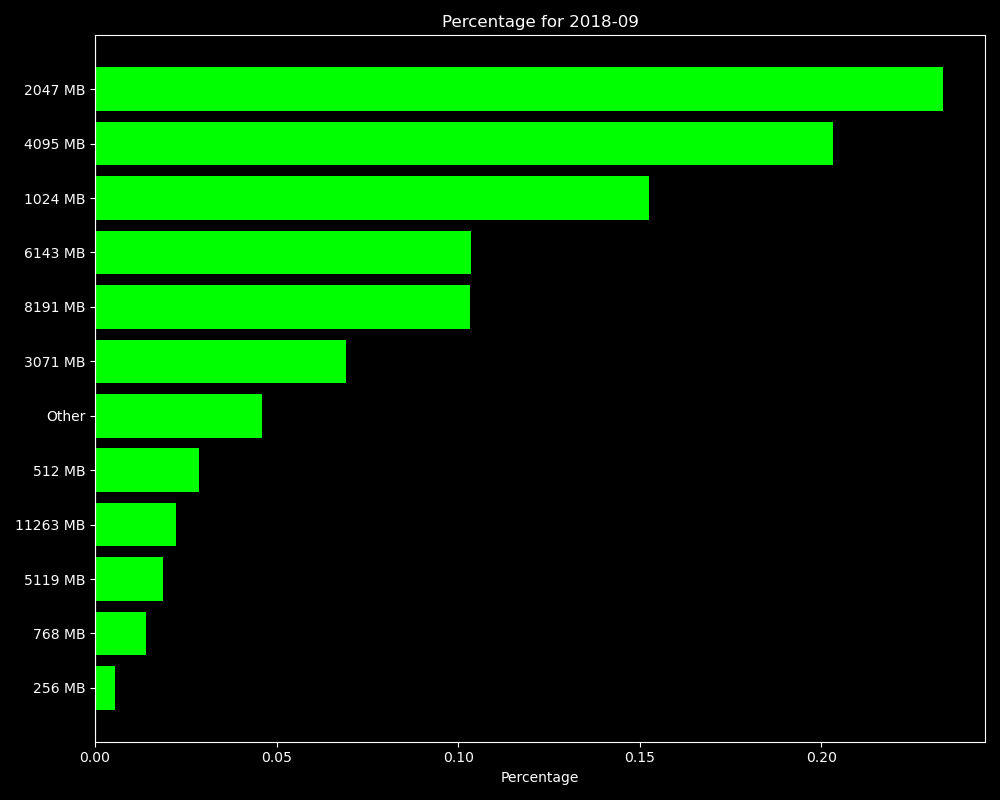 Percentage for 2018-09
2047 MB
4095 MB
1024 MB
6143 MB
8191 MB
3071 MB
Other
512 MB
11263 MB
5119 MB
768 MB
256 MB
0.00 0.05 0.10 0.15 0.20
Percentage